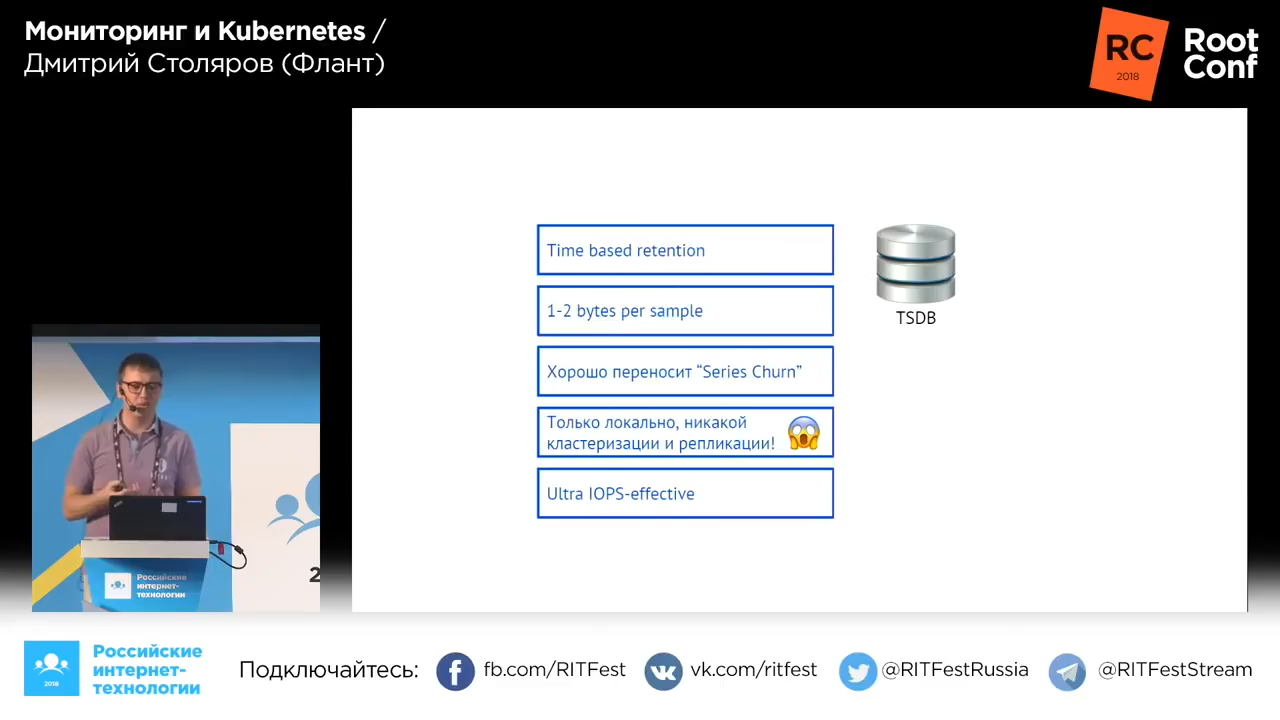 Мониторинг и Kubernetes /
Дмитрий Столяров (Флант)
RC
2018
Root
Conf
Time based retention
1-2 bytes per sample
Хорошо переносит “Series Churn”
Только локально, никакой
кластеризации и репликации!
Ultra IOPS-effective
TSDB
Российские
интернет-
технологии
2
2018
Российские
интернет-
технологии
Подключайтесь:
fb.com/RITFest
vk.com/ritfest
@RITFestRussia
@RITFestStream